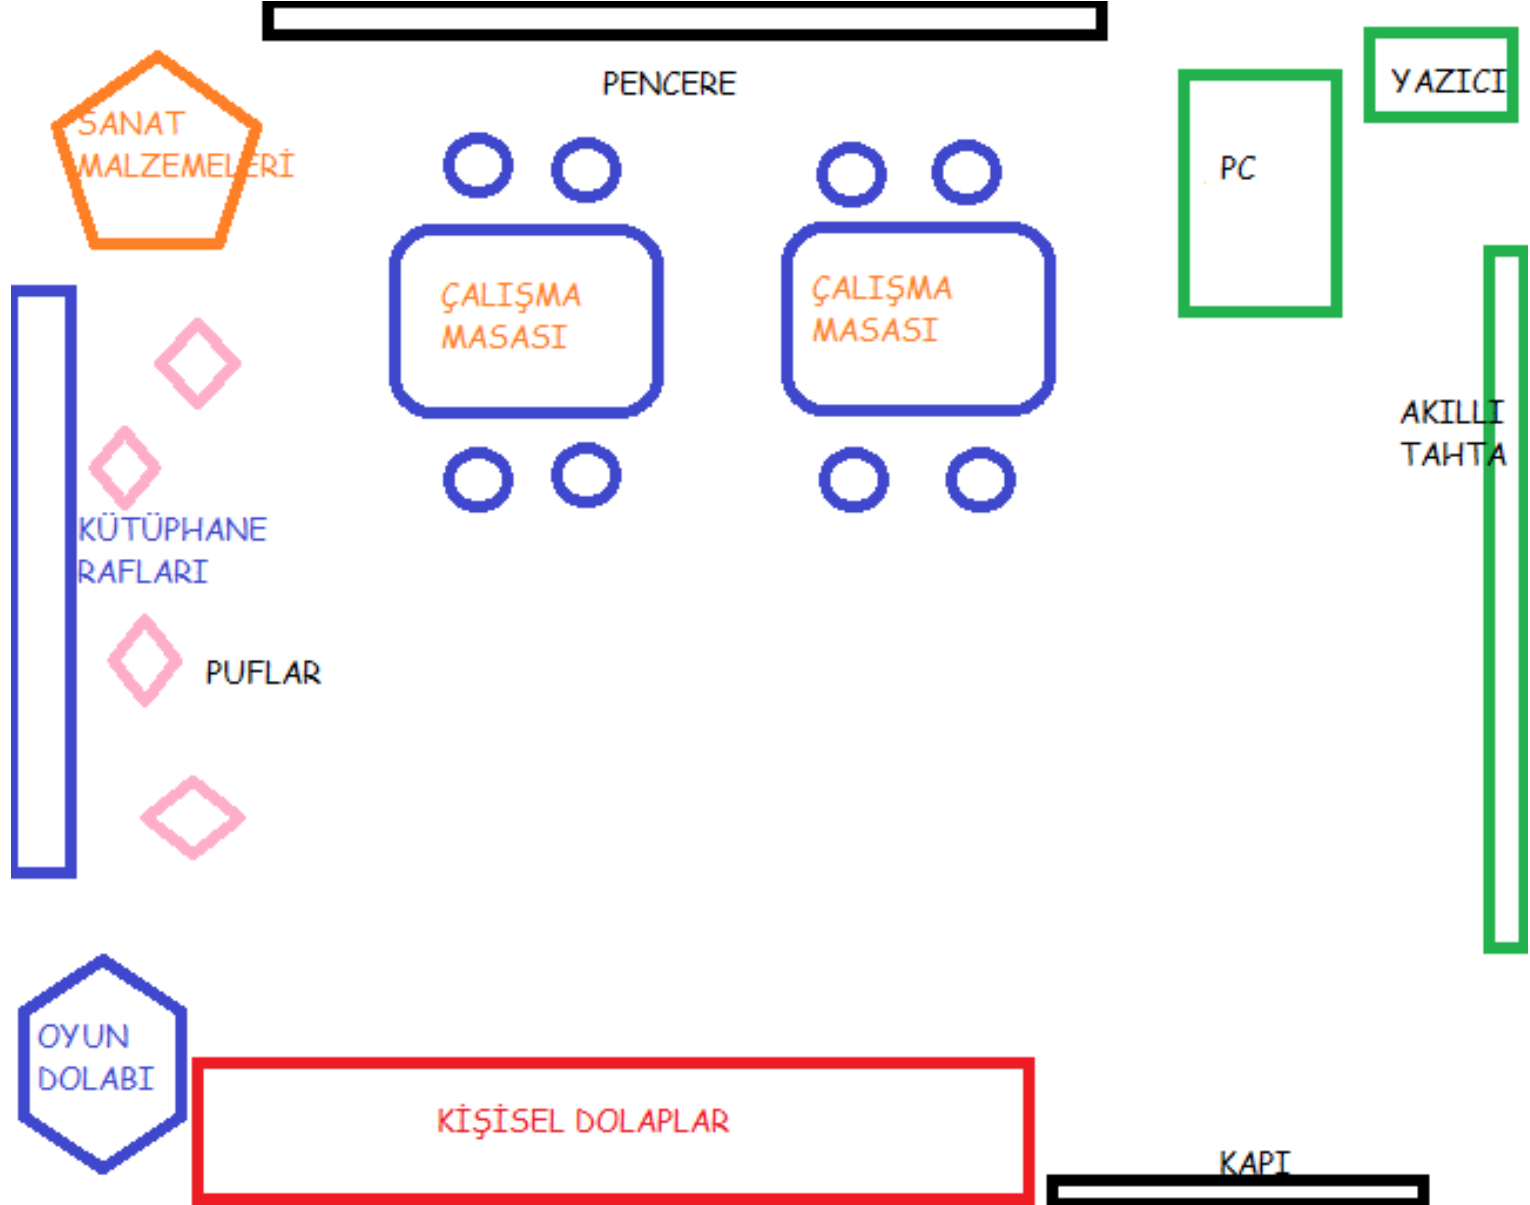 PENCERE
YAZICI
SANAT
MALZEMELERİ
PC
ÇALIŞMA
MASASI
ÇALIŞMA
MASASI
AKILLI
TAHTA
KÜTÜPHANE
RAFLARI
PUFLAR
OYUN
DOLABI
KİŞİSEL DOLAPLAR
KAPI